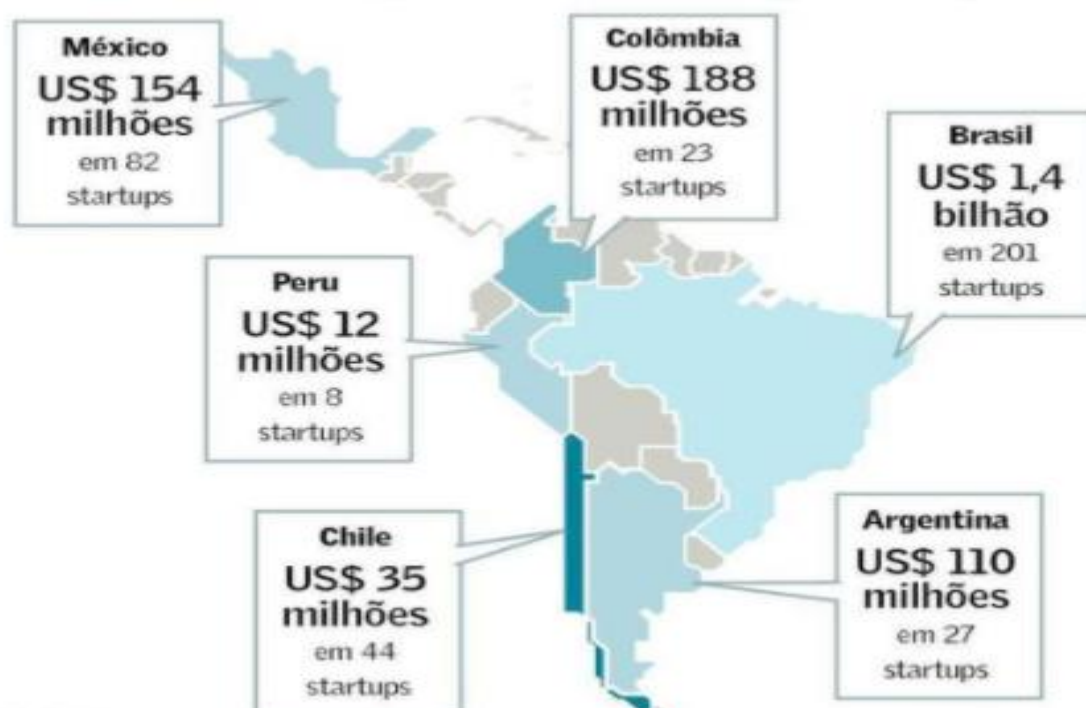 México
US$ 154
milhões
em 82
startups
Colômbia
US$ 188
milhões
em 23
startups
Brasil
US$ 1,4
bilhão
em 201
startups
Peru
US$ 12
milhões
em 8
startups
Chile
US$ 35
milhões
em 44
startups
Argentina
US$ 110
milhões
em 27
startups